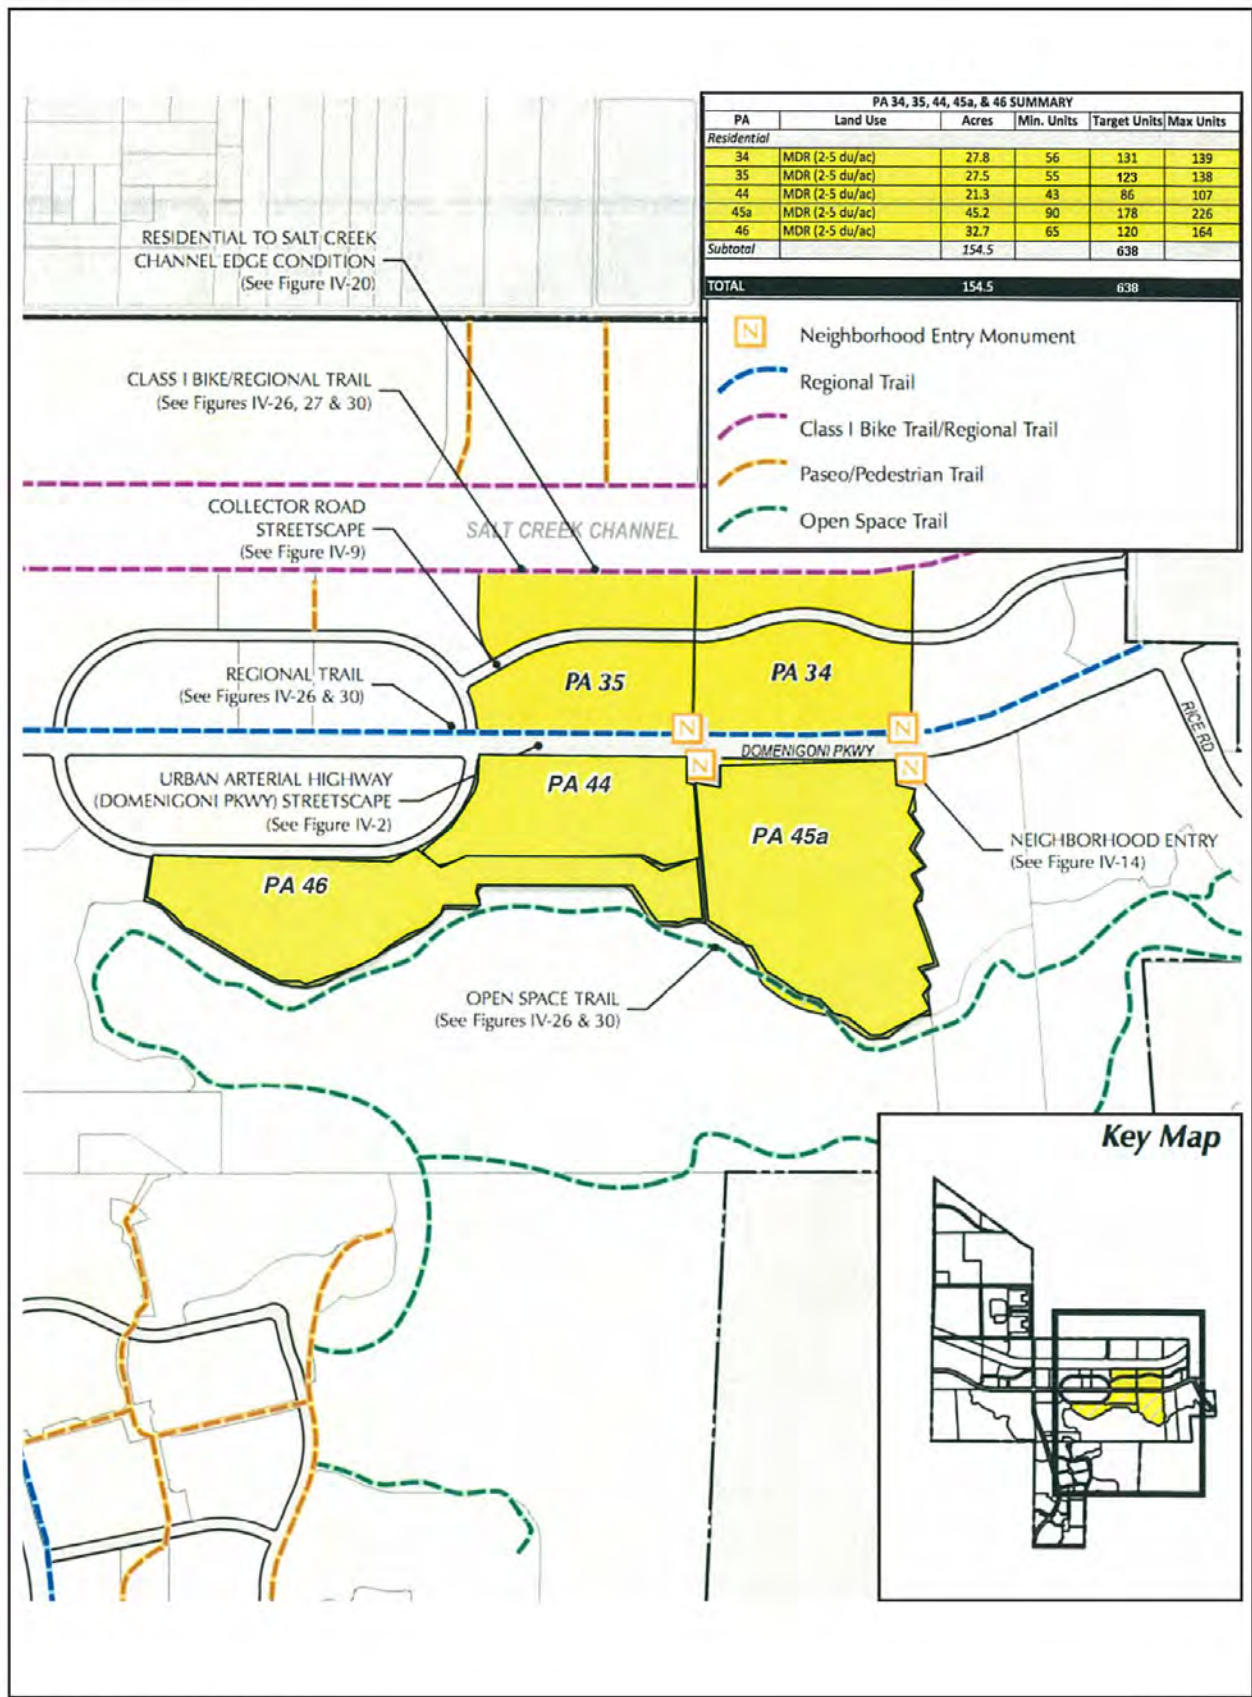 PA 34, 35, 44, 45a, & 46 SUMMARY
PA Land Use Acres Min. Units Target Units Max Units
Residential
34 MDR (2-5 du/ac) 27.8 56 131 139
35 MDR (2-5 du/ac) 27.5 55 123 138
44 MDR (2-5 du/ac) 21.3 43 86 107
45a MDR (2-5 du/ac) 45.2 90 178 226
46 MDR (2-5 du/ac) 32.7 65 120 164
Subtotal 154.5 638
TOTAL 154.5 638
N Neighborhood Entry Monument
Regional Trail
Class I Bike Trail/Regional Trail
Paseo/Pedestrian Trail
Open Space Trail
RESIDENTIAL TO SALT CREEK
CHANNEL EDGE CONDITION
(See Figure IV-20)
CLASS I BIKE/REGIONAL TRAIL
(See Figures IV-26, 27 & 30)
COLLECTOR ROAD
STREETSCAPE
(See Figure IV-9)
SALT CREEK CHANNEL
REGIONAL TRAIL
(See Figures IV-26 & 30)
PA 35
PA 34
N
N
DOMENIGONI PKWY
RICE RD
N
N
URBAN ARTERIAL HIGHWAY
(DOMENIGONI PKWY) STREETSCAPE
(See Figure IV-2)
PA 44
PA 45a
NEIGHBORHOOD ENTRY
(See Figure IV-14)
PA 46
OPEN SPACE TRAIL
(See Figures IV-26 & 30)
Key Map